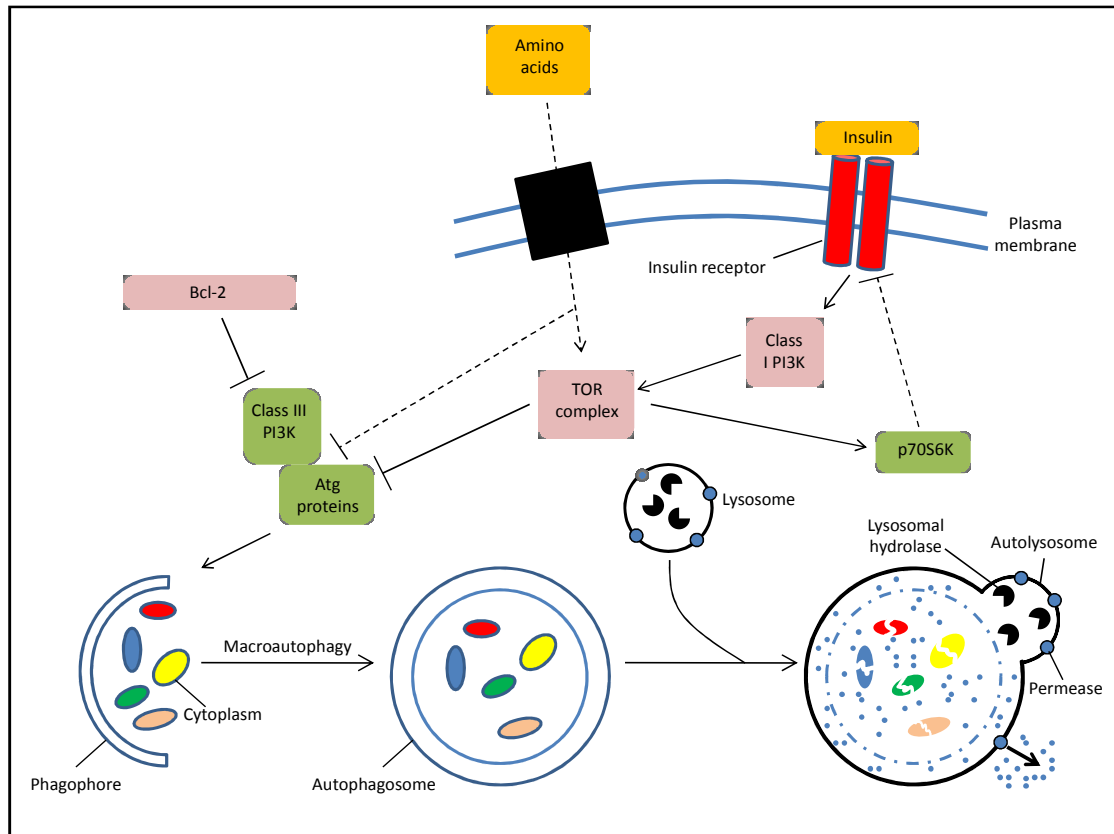 Amino
acids
Insulin
Plasma
membrane
Insulin receptor
Bcl-2
Class
I PI3K
TOR
complex
Class III
PI3K
p70S6K
Atg
proteins
Lysosome
Lysosomal
hydrolase
Autolysosome
Macroautophagy
Cytoplasm
Permease
Phagophore
Autophagosome